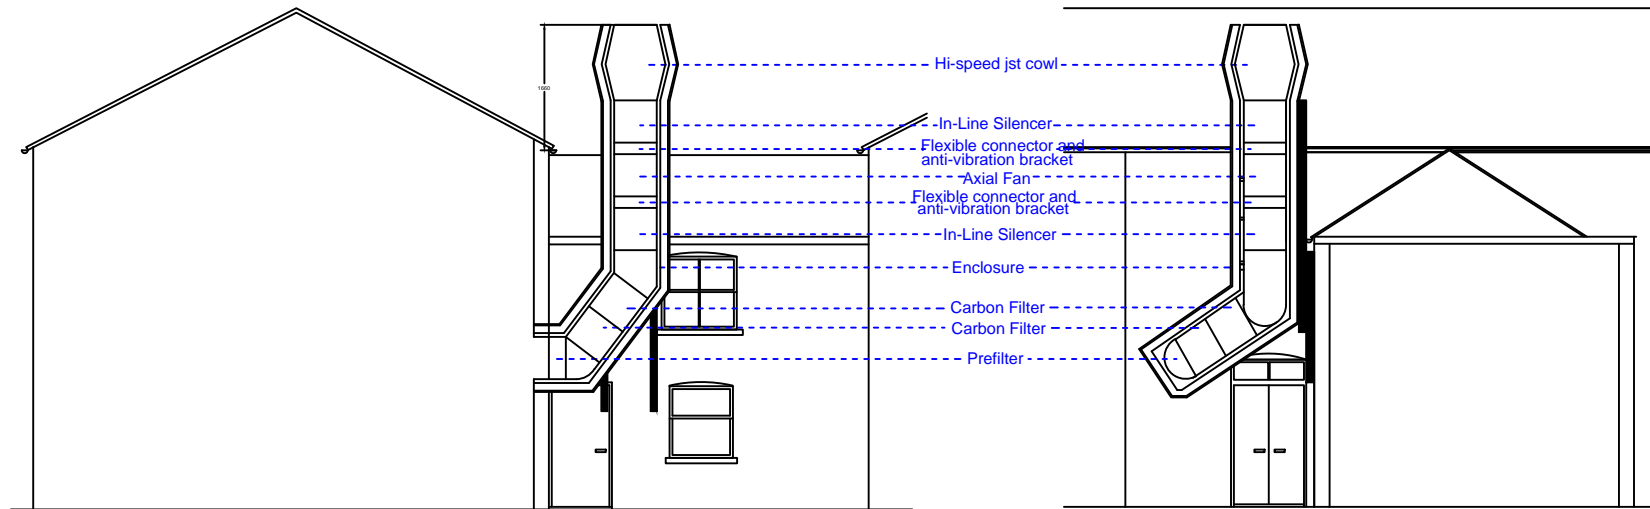 Hi-speed jst cowl
1660
In-Line Silencer
Flexible connector and
anti-vibration bracket
Axial Fan
Flexible connector and
anti-vibration bracket
In-Line Silencer
Enclosure
Carbon Filter
Carbon Filter
Prefilter